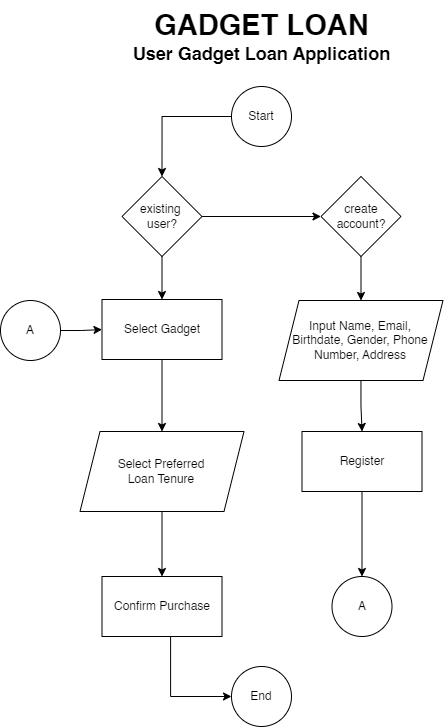 GADGET LOAN
User Gadget Loan Application
Start
existing
user?
create
account?
A
Select Gadget
Input Name, Email,
Birthdate, Gender, Phone
Number, Address
Select Preferred
Loan Tenure
Register
Confirm Purchase
A
End